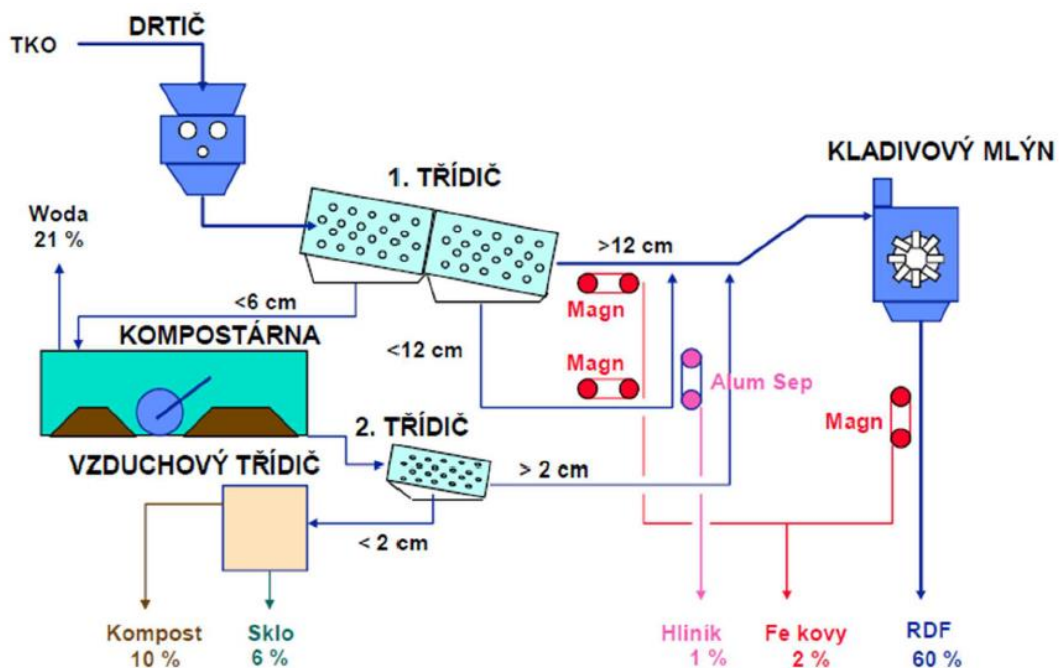 DRTIČ
TKO
KLADIVOVÝ MLÝN
1. TŘÍDIČ
Woda
21 %
>12 cm
<6 cm
Magn
KOMPOSTÁRNA
<12 cm
Magn
Alum Sep
Magn
2. TŘÍDIČ
VZDUCHOVÝ TŘÍDIČ
> 2 cm
< 2 cm
Kompost
10 %
Sklo
6 %
Hlinik
1 %
Fe kovy
2 %
RDF
60 %